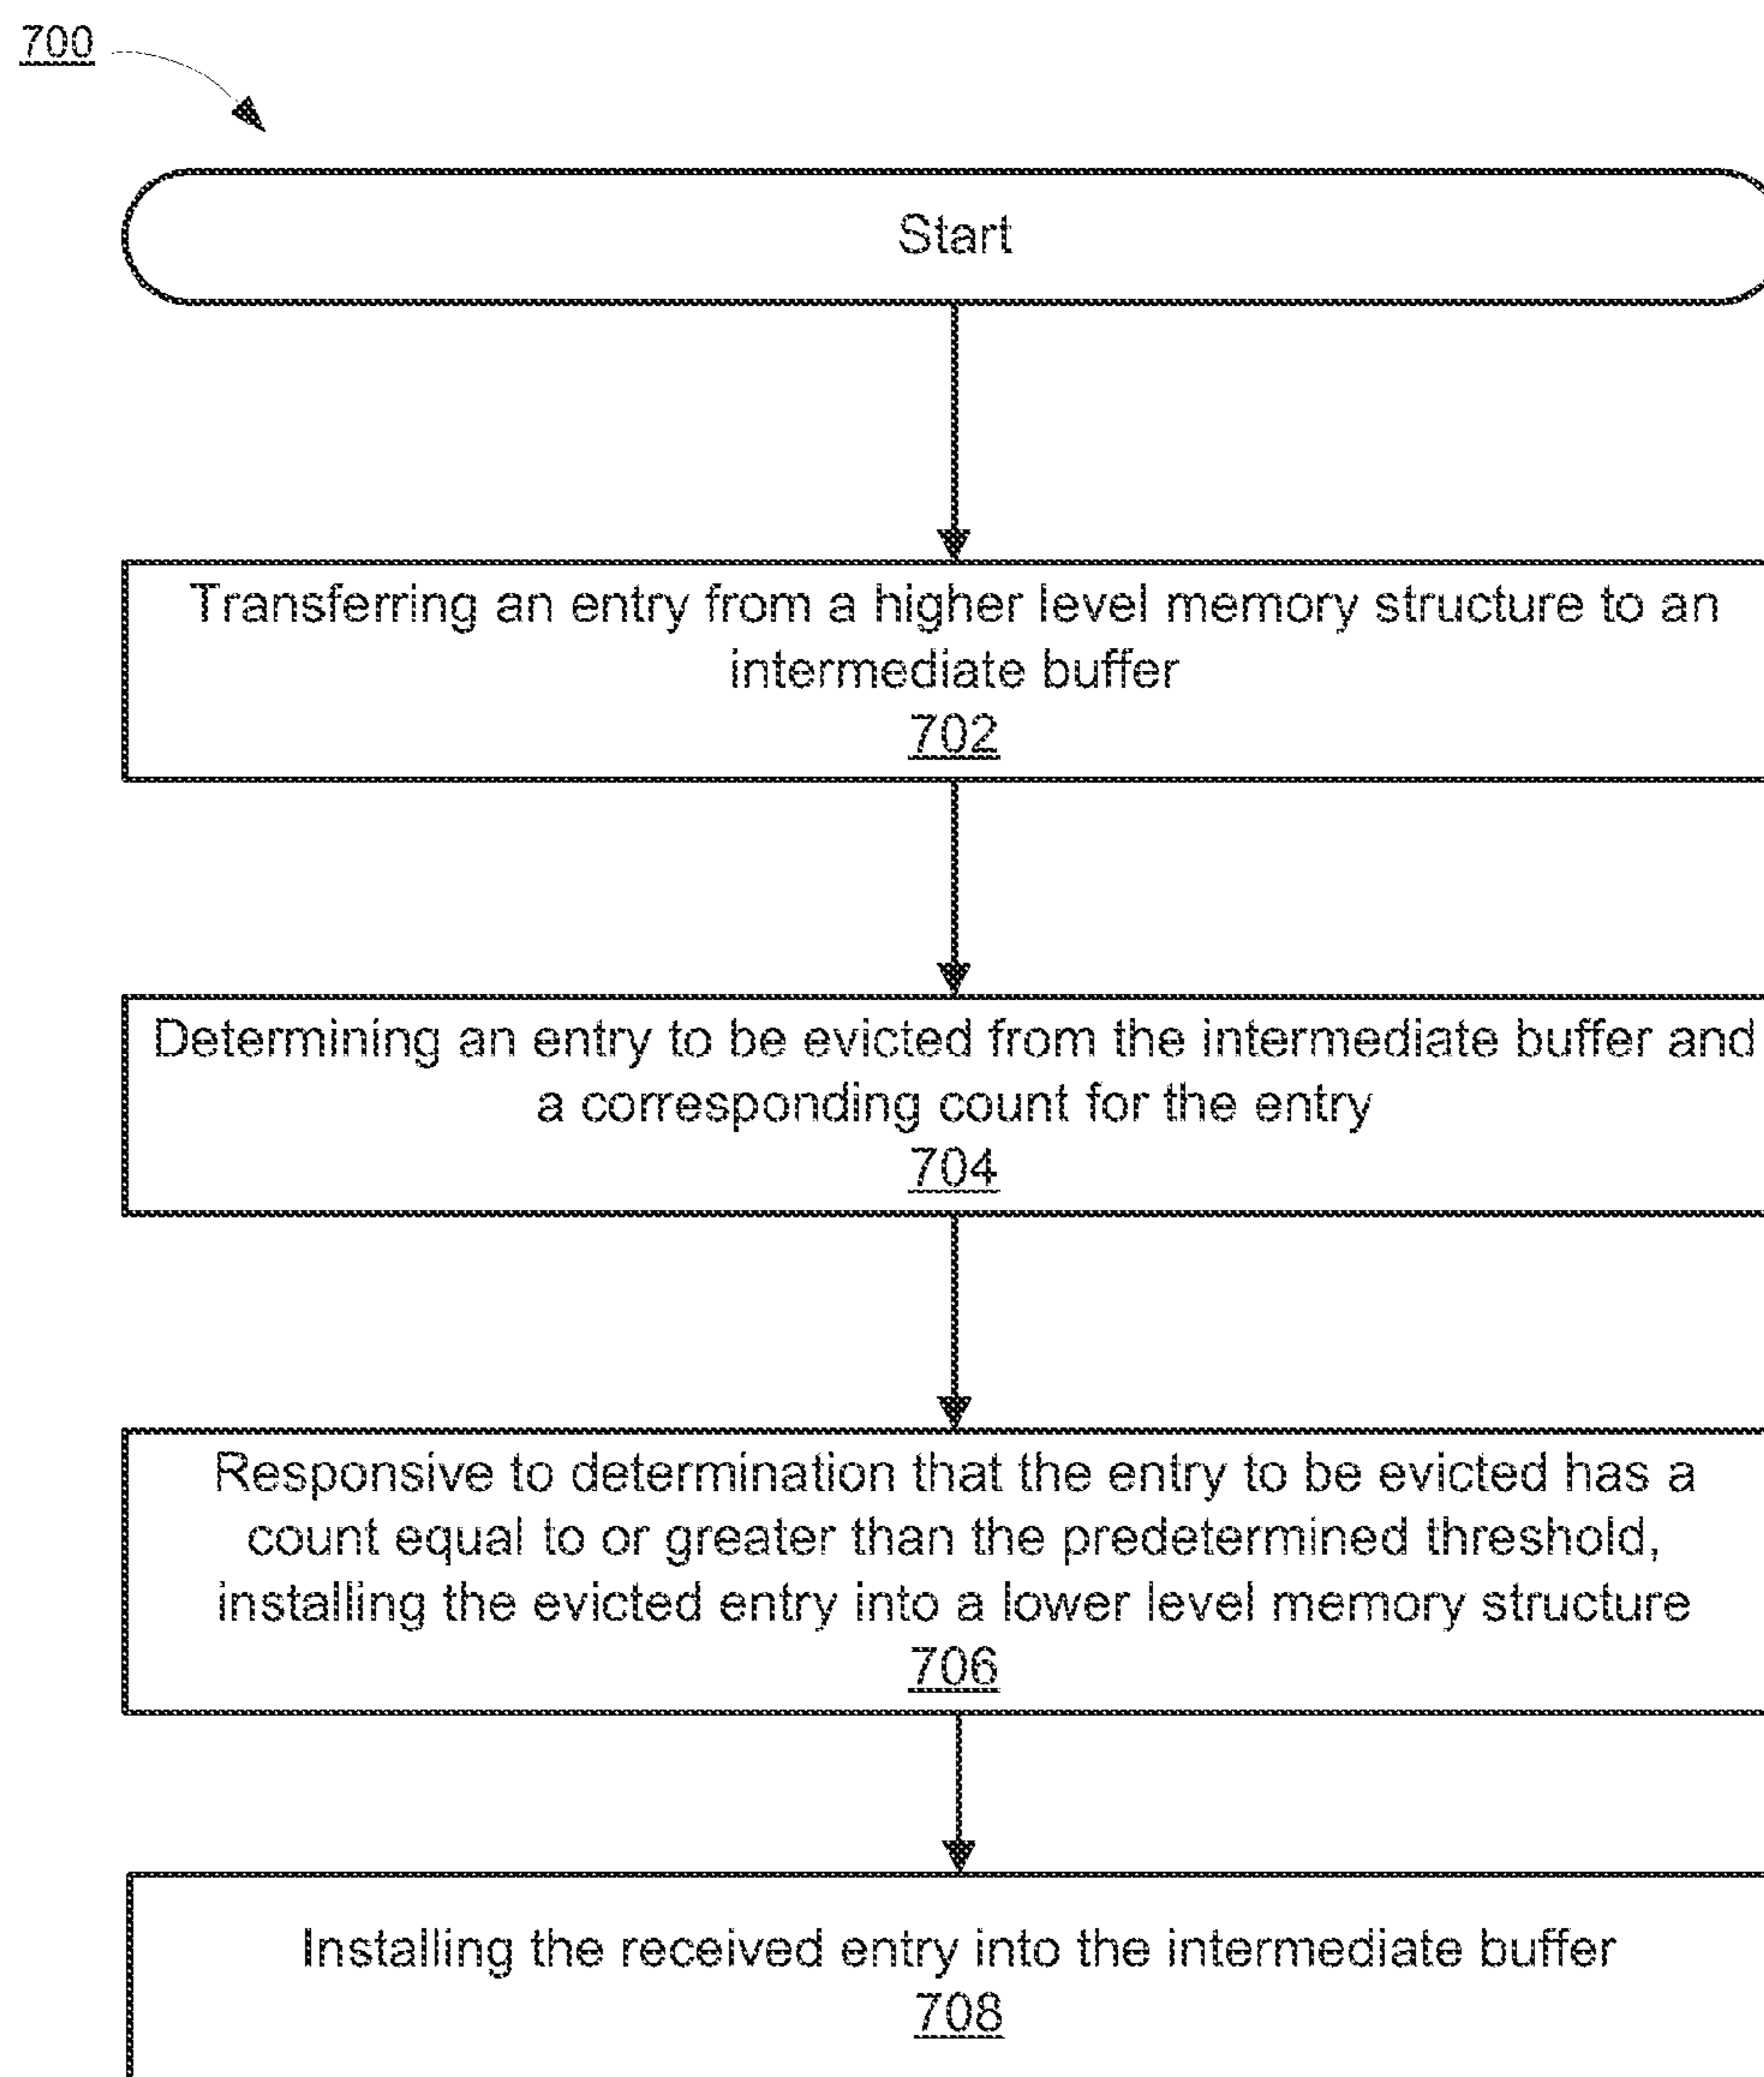 700
Start
Transferring an entry from a higher level memory structure to an
intermediate buffer
702
Determining an entry to be evicted from the intermediate buffer and
a corresponding count for the entry
704
Responsive to determination that the entry to be evicted has a
count equal to or greater than the predetermined threshold,
installing the evicted entry into a lower level memory structure
706
Installing the received entry into the intermediate buffer
708